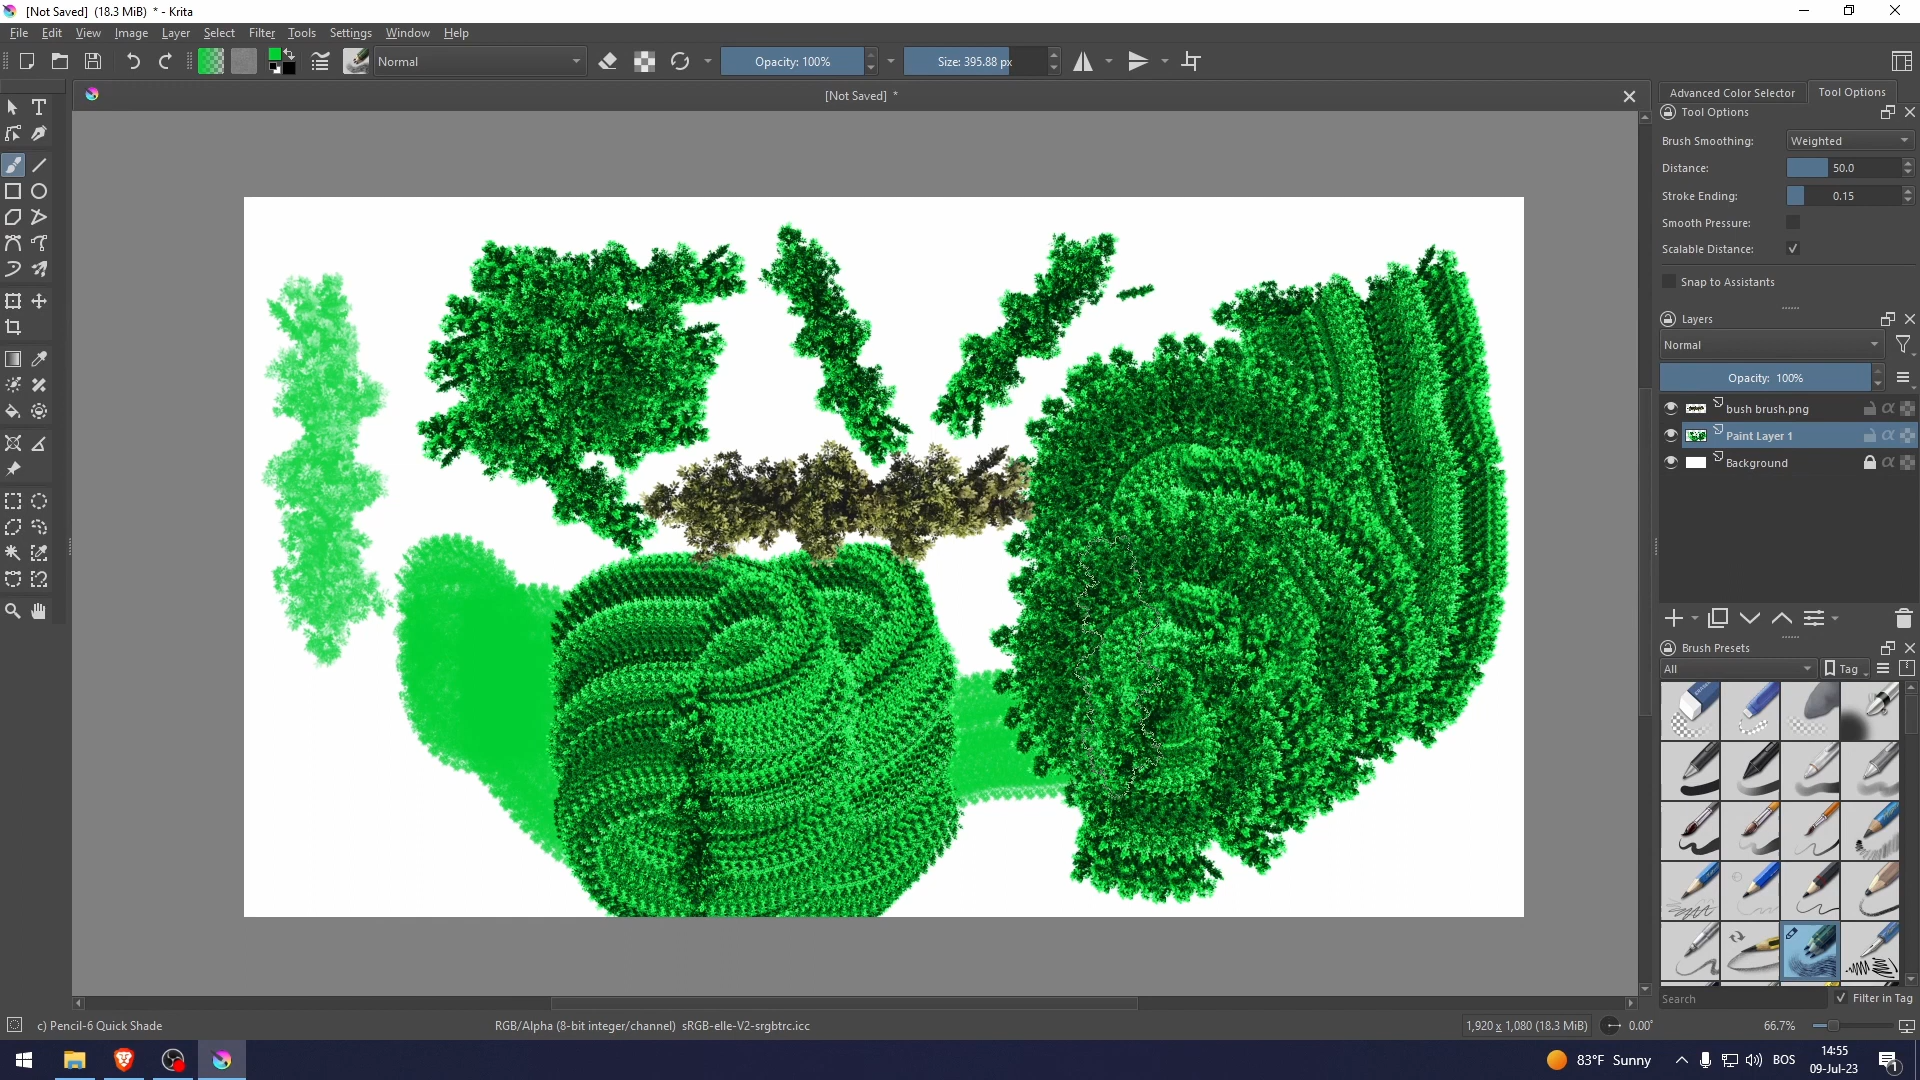 [Not Saved] (18.3 MiB) * - Krita
File Edit View Image Layer Select Filter Tools Settings Window Help
Normal Opacity: 100% Size: 395.88 px
[Not Saved] *
Advanced Color Selector Tool Options
Tool Options
Brush Smoothing: Weighted
Distance: 50.0
Stroke Ending: 0.15
Smooth Pressure:
Scalable Distance:
Snap to Assistants
Layers
Normal
Opacity: 100%
bush brush.png
Paint Layer 1
Background
Brush Presets
All Tag
Search Filter in Tag
c) Pencil-6 Quick Shade RGB/Alpha (8-bit integer/channel) sRGB-elle-V2-srgbtrc.icc 1,920 x 1,080 (18.3 MiB) 0.00° 66.7%
83°F Sunny BOS 14:55
09-Jul-23 1